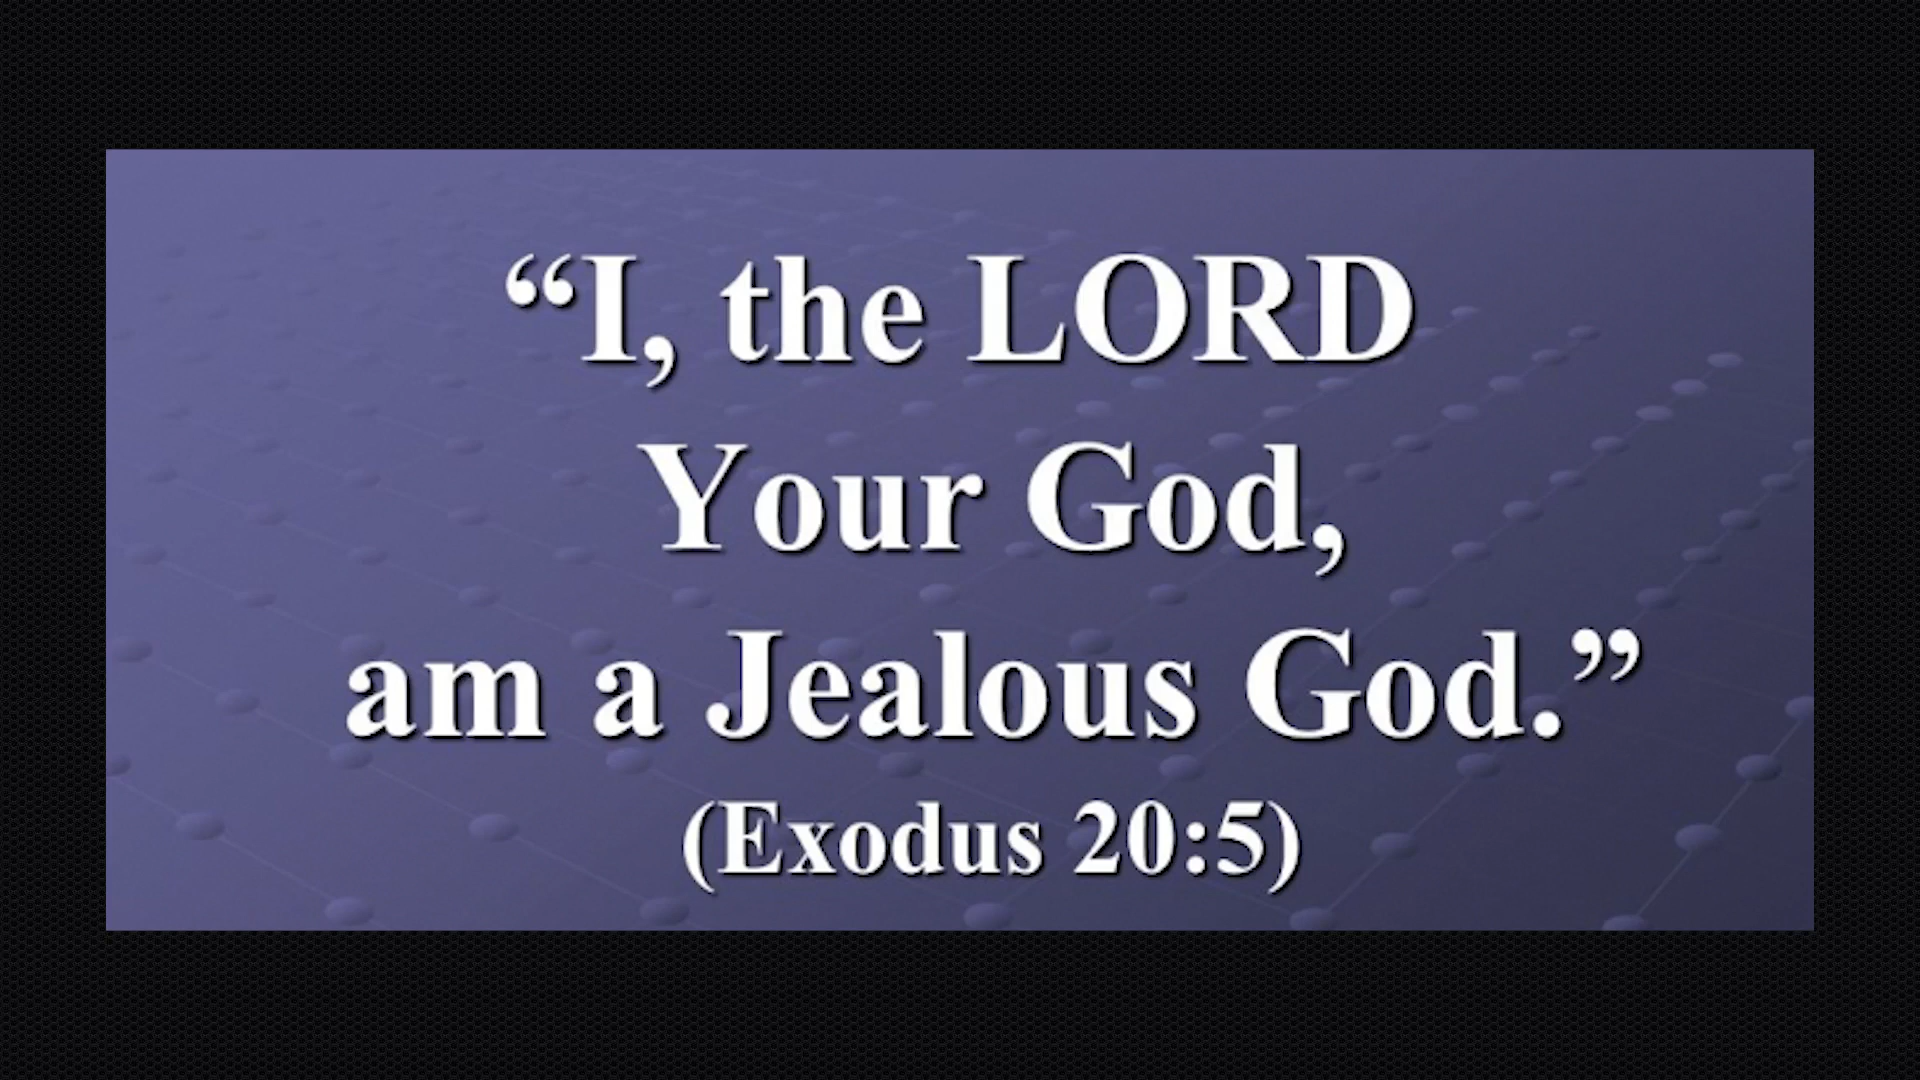 “I, the LORD
Your God,
am a Jealous God.”
(Exodus 20:5)